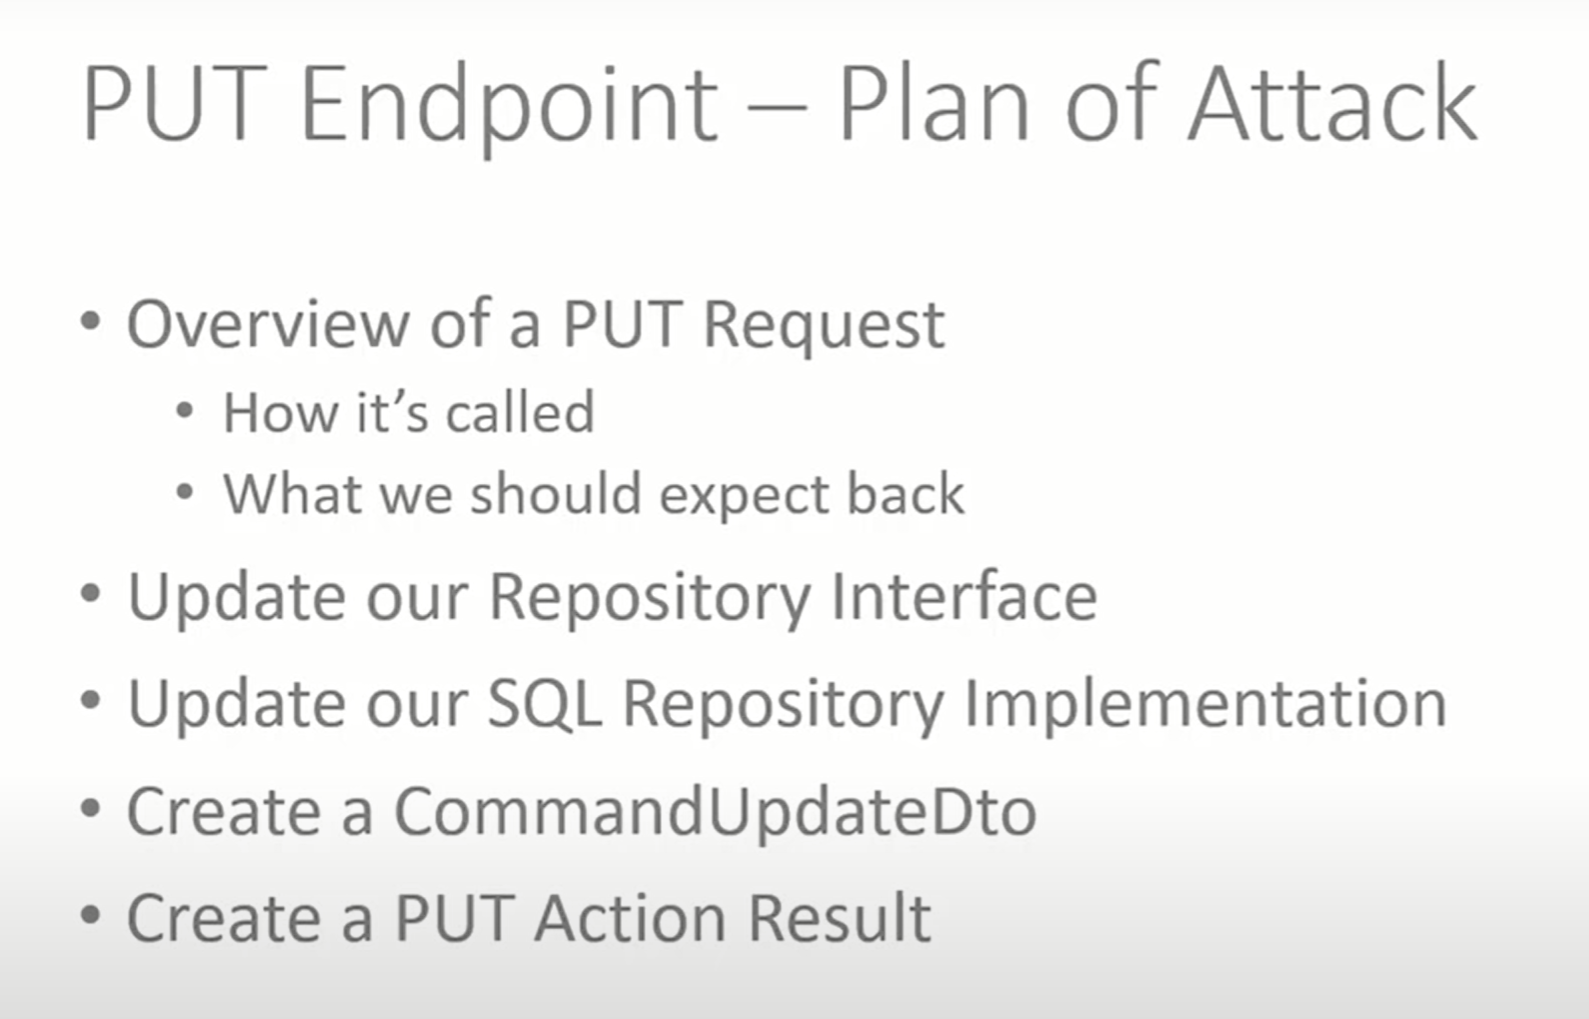 PUT Endpoint – Plan of Attack
• Overview of a PUT Request
• How it’s called
• What we should expect back
• Update our Repository Interface
• Update our SQL Repository Implementation
• Create a CommandUpdateDto
• Create a PUT Action Result